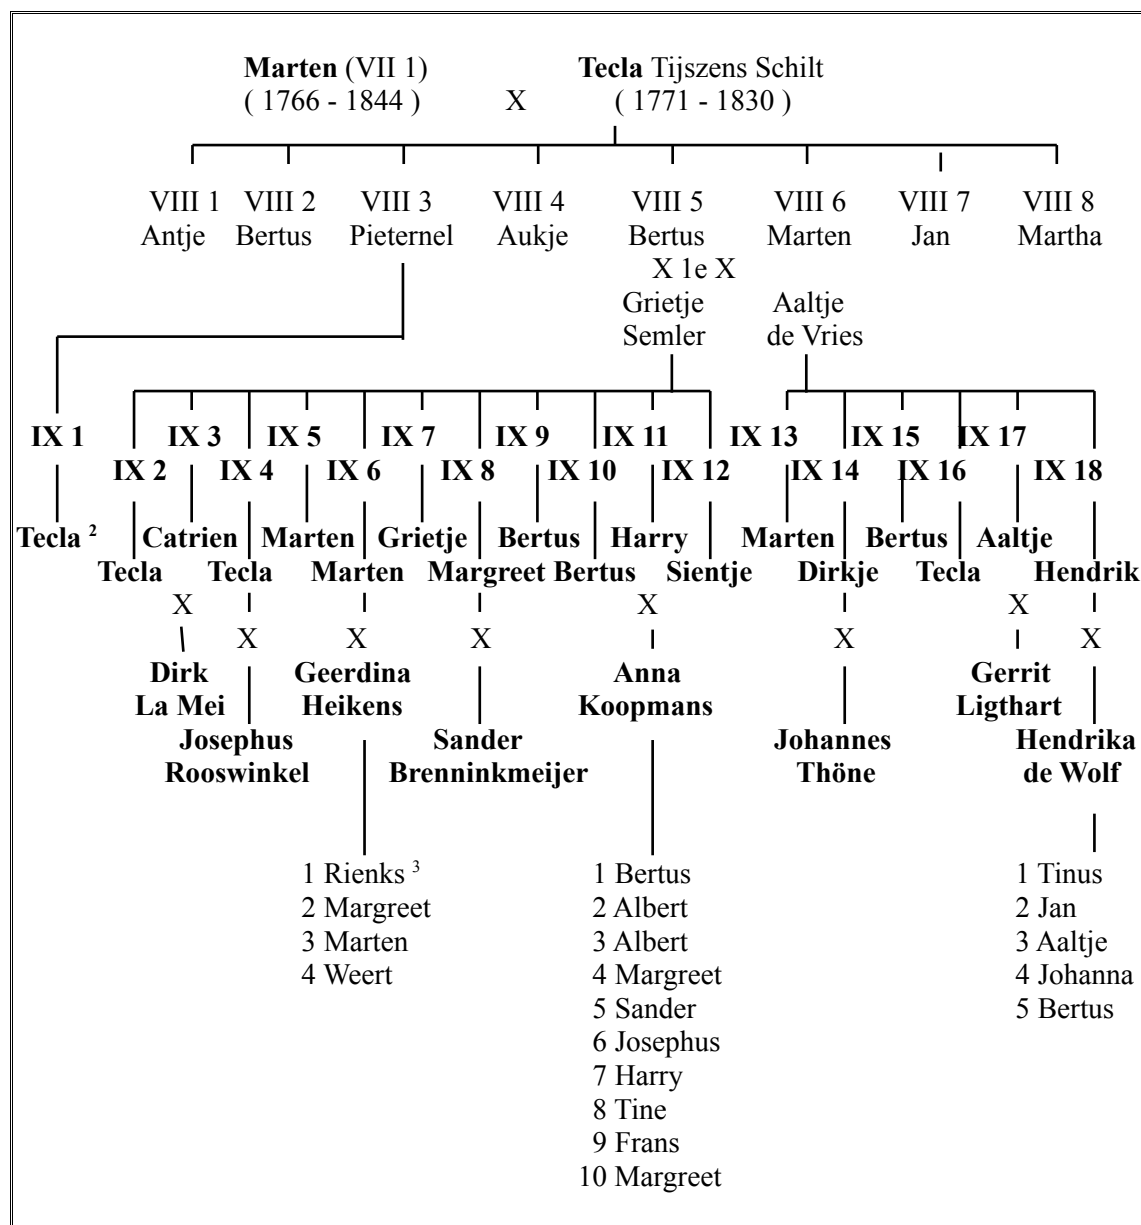 Marten (VII 1) Tecla Tijszens Schilt
( 1766 - 1844 ) X ( 1771 - 1830 )
VIII 1 VIII 2 VIII 3 VIII 4 VIII 5 VIII 6 VIII 7 VIII 8
Antje Bertus Pieternel Aukje Bertus Marten Jan Martha
X 1e X
Grietje Aaltje
Semler de Vries
IX 1 IX 3 IX 5 IX 7 IX 9 IX 11 IX 13 IX 15 IX 17
IX 2 IX 4 IX 6 IX 8 IX 10 IX 12 IX 14 IX 16 IX 18
Tecla ² Catrien Marten Grietje Bertus Harry Marten Bertus Aaltje
Tecla Tecla Marten Margreet Bertus Sientje Dirkje Tecla Hendrik
X X X
X X X X X
Dirk Geerdina Anna Gerrit
La Mei Heikens Koopmans Ligthart
Josephus Sander Johannes Hendrika
Rooswinkel Brenninkmeijer Thöne de Wolf
1 Rienks ³ 1 Bertus 1 Tinus
2 Margreet 2 Albert 2 Jan
3 Marten 3 Albert 3 Aaltje
4 Weert 4 Margreet 4 Johanna
5 Sander 5 Bertus
6 Josephus
7 Harry
8 Tine
9 Frans
10 Margreet